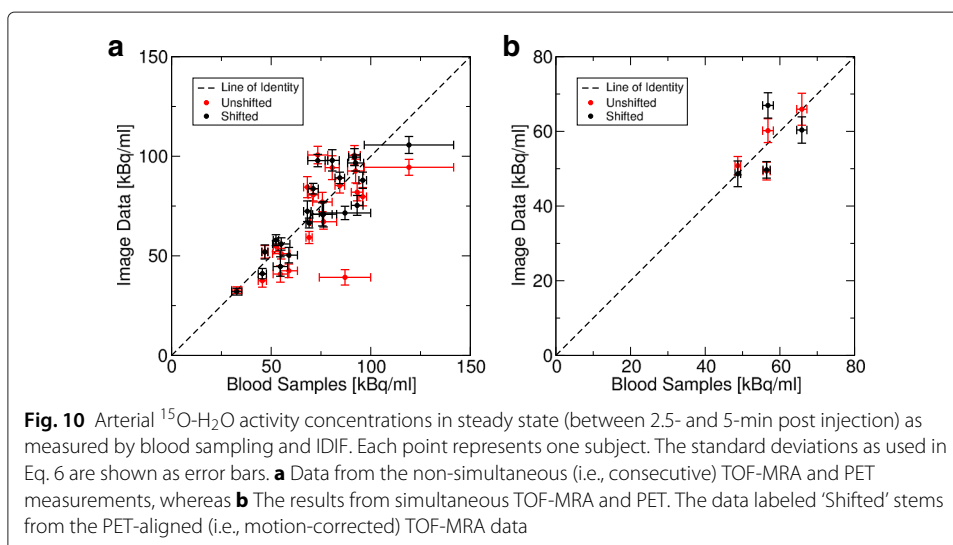 a
150
100
50
0
Image Data [kBq/ml]
Line of Identity
Unshifted
Shifted
0 50 100 150
Blood Samples [kBq/ml]
b
80
60
40
20
0
Image Data [kBq/ml]
Line of Identity
Unshifted
Shifted
0 20 40 60 80
Blood Samples [kBq/ml]
Fig. 10 Arterial ¹⁵O-H₂O activity concentrations in steady state (between 2.5- and 5-min post injection) as
measured by blood sampling and IDIF. Each point represents one subject. The standard deviations as used in
Eq. 6 are shown as error bars. a Data from the non-simultaneous (i.e., consecutive) TOF-MRA and PET
measurements, whereas b The results from simultaneous TOF-MRA and PET. The data labeled ‘Shifted’ stems
from the PET-aligned (i.e., motion-corrected) TOF-MRA data